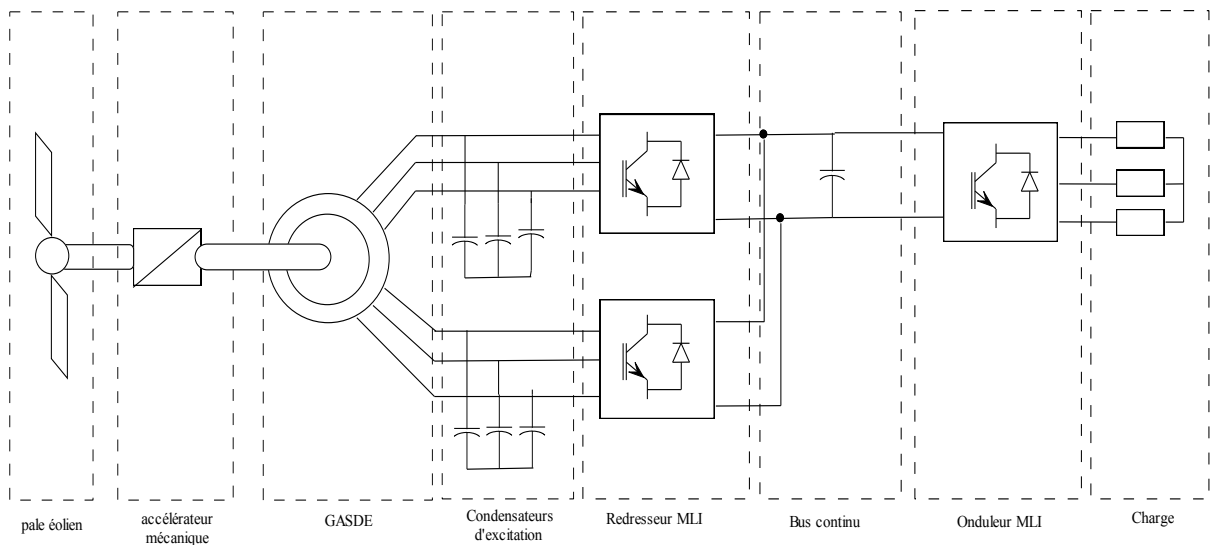 pale éolien
accélérateur
mécanique
GASDE
Condensateurs
d'excitation
Redresseur MLI
Bus continu
Onduleur MLI
Charge